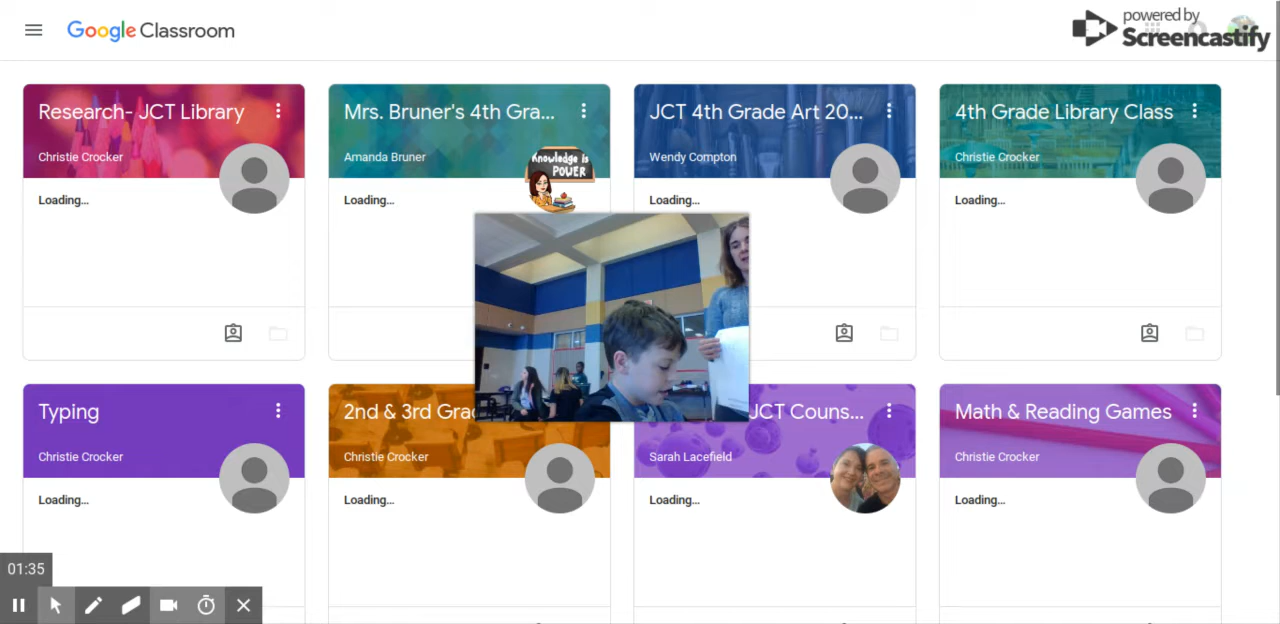 Google Classroom
powered by
Screencastify
Research- JCT Library
Christie Crocker
Loading...
Mrs. Bruner's 4th Gra...
Amanda Bruner
Knowledge is
POWER
Loading...
JCT 4th Grade Art 20...
Wendy Compton
Loading...
4th Grade Library Class
Christie Crocker
Loading...
Typing
Christie Crocker
Loading...
2nd & 3rd Grad
Christie Crocker
Loading...
JCT Couns...
Sarah Lacefield
Loading...
Math & Reading Games
Christie Crocker
Loading...
01:35